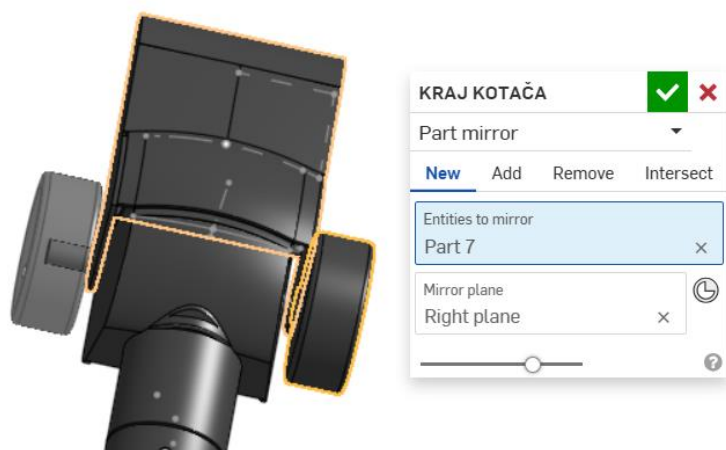 KRAJ KOTAČA
Part mirror
New Add Remove Intersect
Entities to mirror
Part 7
Mirror plane
Right plane